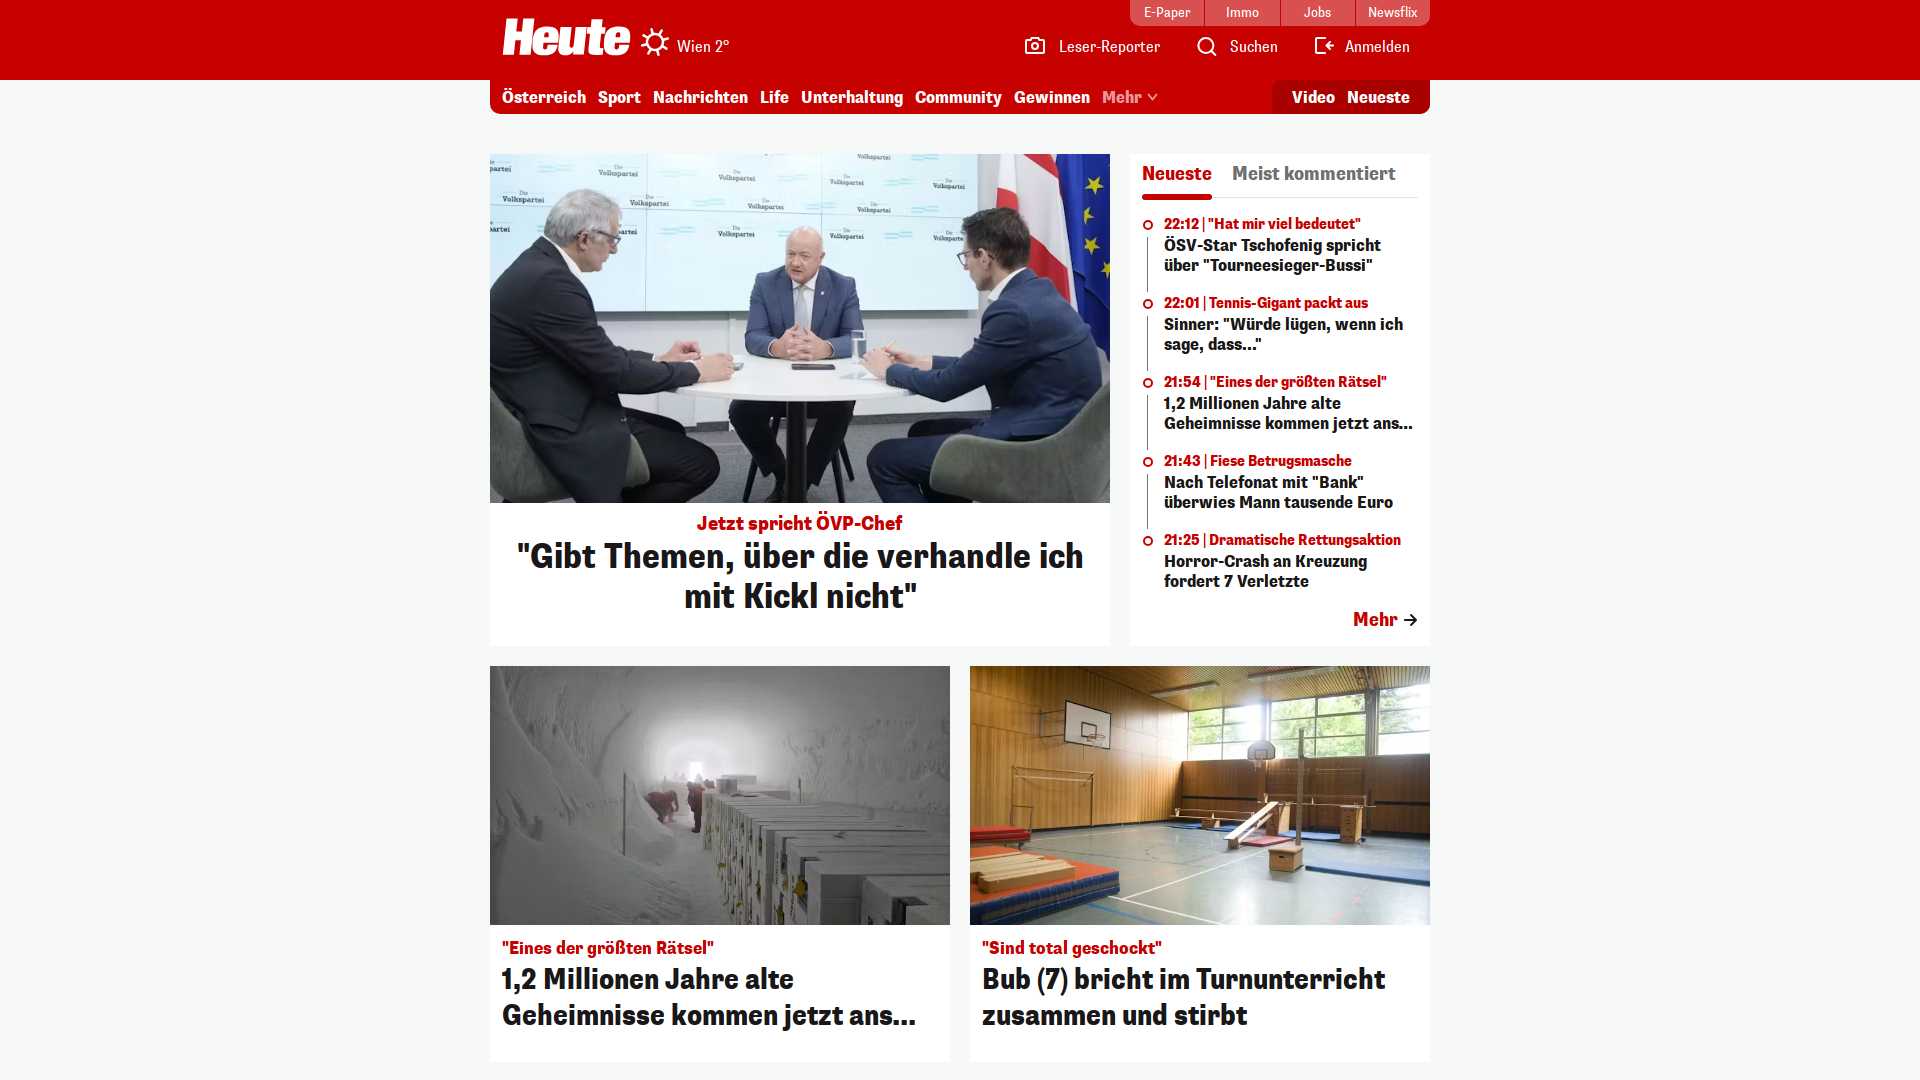 E-Paper
Immo
Jobs
Newsflix
Heute
Wien 2°
Leser-Reporter
Suchen
Anmelden
Österreich
Sport
Nachrichten
Life
Unterhaltung
Community
Gewinnen
Mehr
Video
Neueste
Die
Volkspartei
Jetzt spricht ÖVP-Chef
"Gibt Themen, über die verhandle ich
mit Kickl nicht"
Neueste
Meist kommentiert
22:12 | "Hat mir viel bedeutet"
ÖSV-Star Tschofenig spricht
über "Tourneesieger-Bussi"
22:01 | Tennis-Gigant packt aus
Sinner: "Würde lügen, wenn ich
sage, dass..."
21:54 | "Eines der größten Rätsel"
1,2 Millionen Jahre alte
Geheimnisse kommen jetzt ans...
21:43 | Fiese Betrugsmasche
Nach Telefonat mit "Bank"
überwies Mann tausende Euro
21:25 | Dramatische Rettungsaktion
Horror-Crash an Kreuzung
fordert 7 Verletzte
Mehr
"Eines der größten Rätsel"
1,2 Millionen Jahre alte
Geheimnisse kommen jetzt ans...
"Sind total geschockt"
Bub (7) bricht im Turnunterricht
zusammen und stirbt